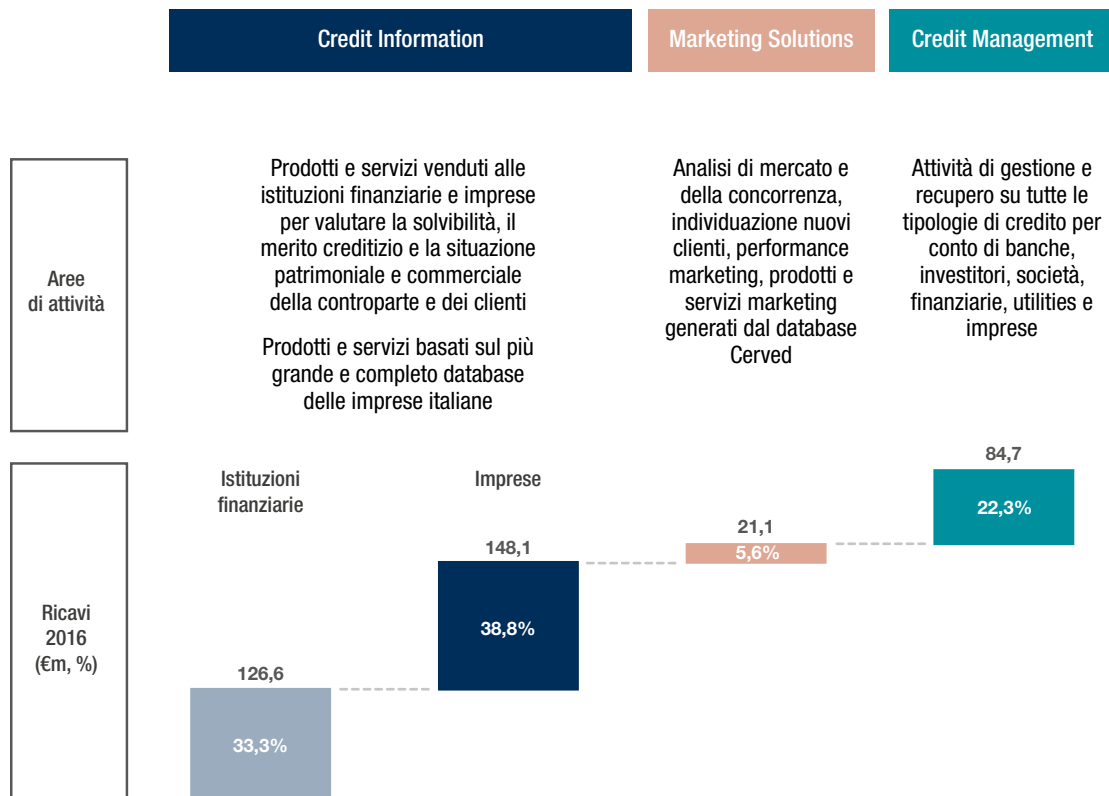 Credit Information
Marketing Solutions
Credit Management
Aree
di attività
Prodotti e servizi venduti alle
istituzioni finanziarie e imprese
per valutare la solvibilità, il
merito creditizio e la situazione
patrimoniale e commerciale
della controparte e dei clienti
Prodotti e servizi basati sul più
grande e completo database
delle imprese italiane
Analisi di mercato e
della concorrenza,
individuazione nuovi
clienti, performance
marketing, prodotti e
servizi marketing
generati dal database
Cerved
Attività di gestione e
recupero su tutte le
tipologie di credito per
conto di banche,
investitori, società,
finanziarie, utilities e
imprese
Ricavi
2016
(€m, %)
Istituzioni
finanziarie
126,6
33,3%
Imprese
148,1
38,8%
21,1
5,6%
84,7
22,3%